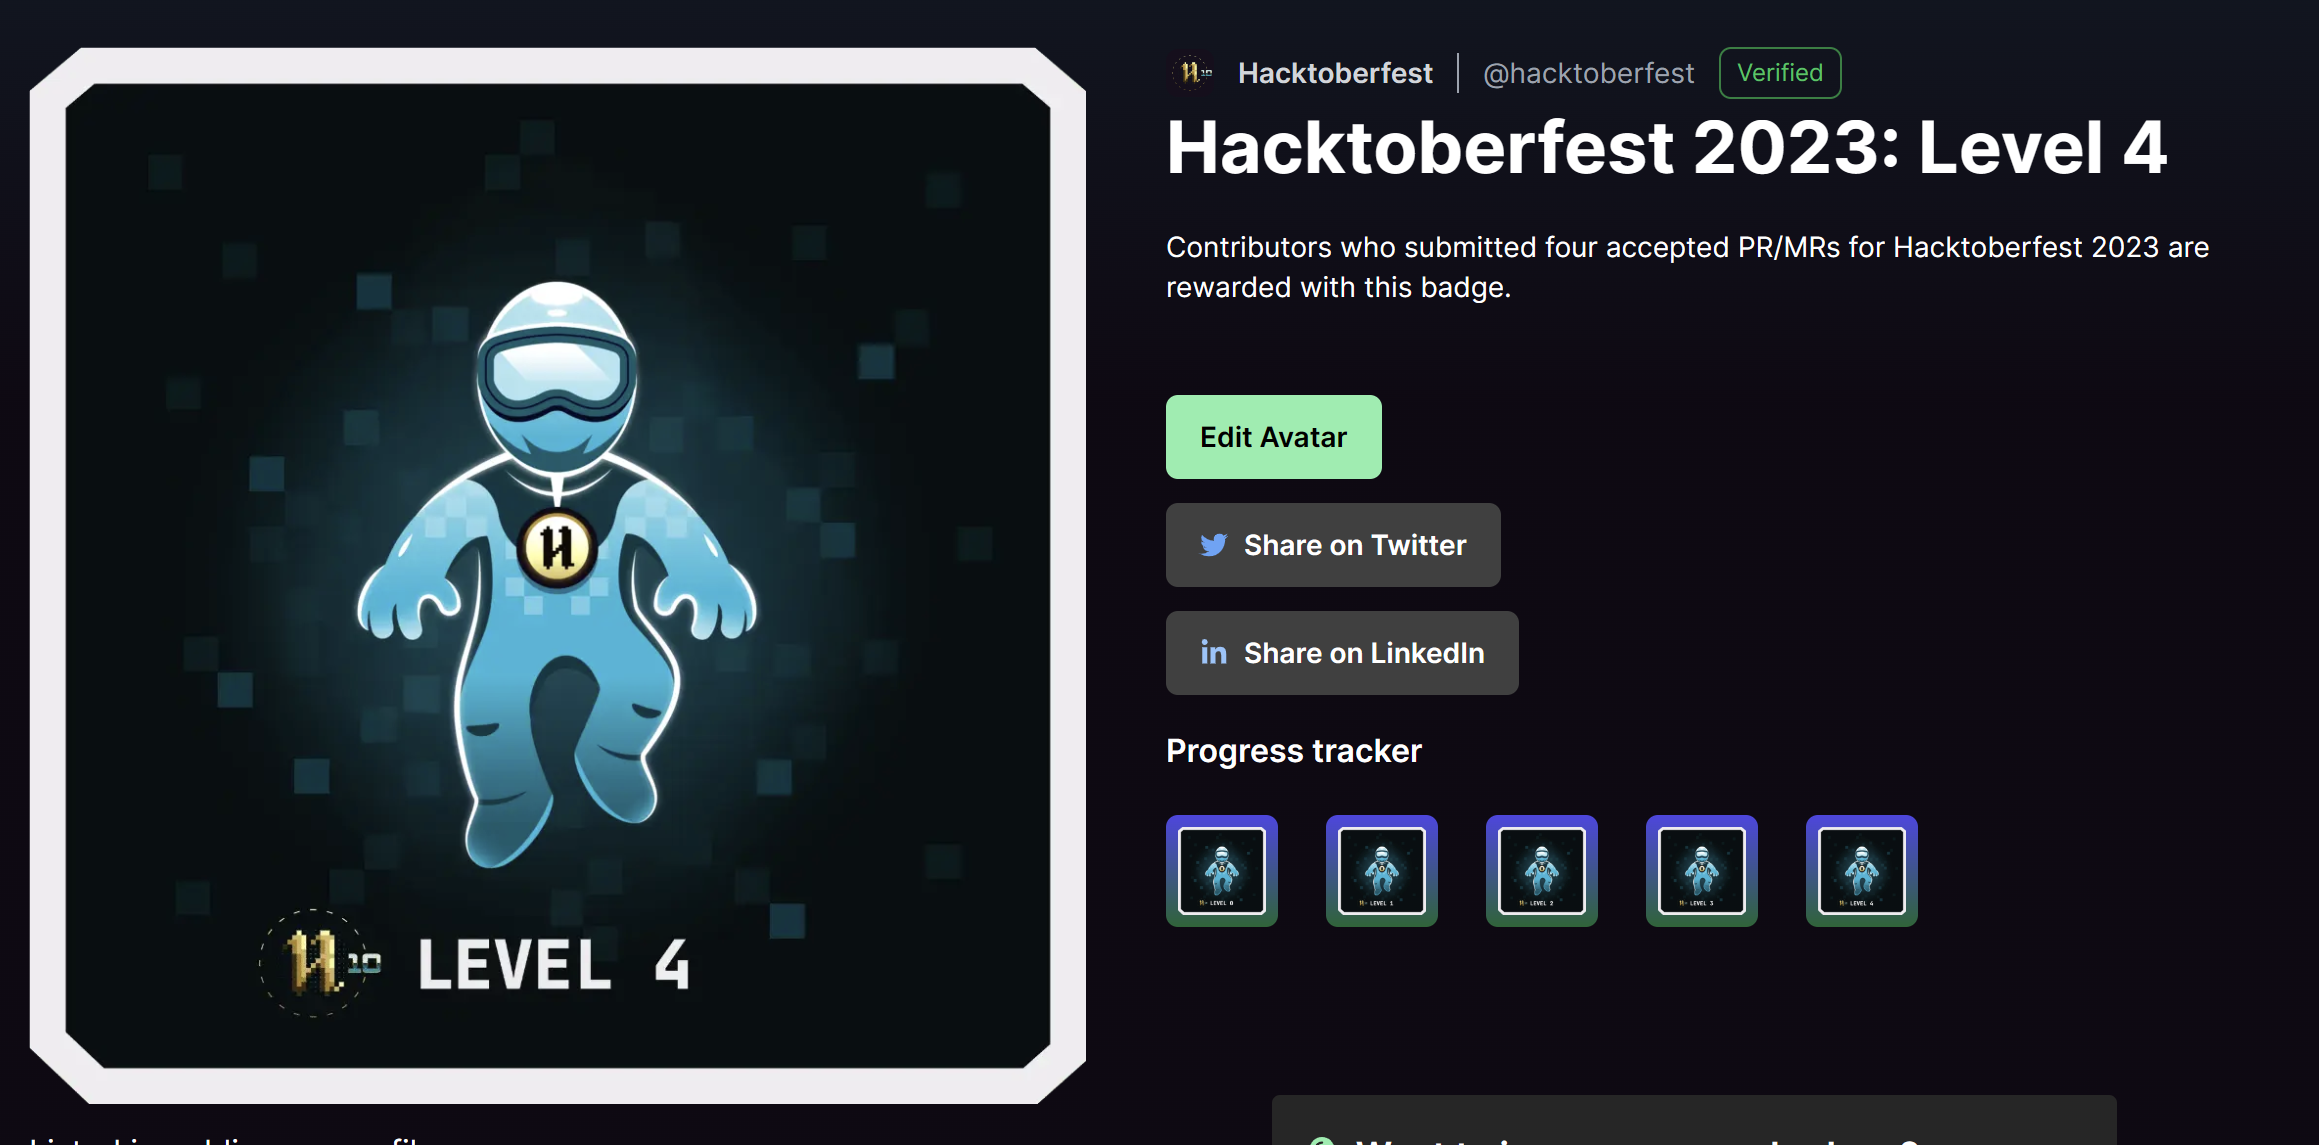 Hacktoberfest | @hacktoberfest Verified
Hacktoberfest 2023: Level 4
Contributors who submitted four accepted PR/MRs for Hacktoberfest 2023 are
rewarded with this badge.
Edit Avatar
Share on Twitter
in Share on LinkedIn
Progress tracker
LEVEL 0
LEVEL 1
LEVEL 2
LEVEL 3
LEVEL 4
10 LEVEL 4